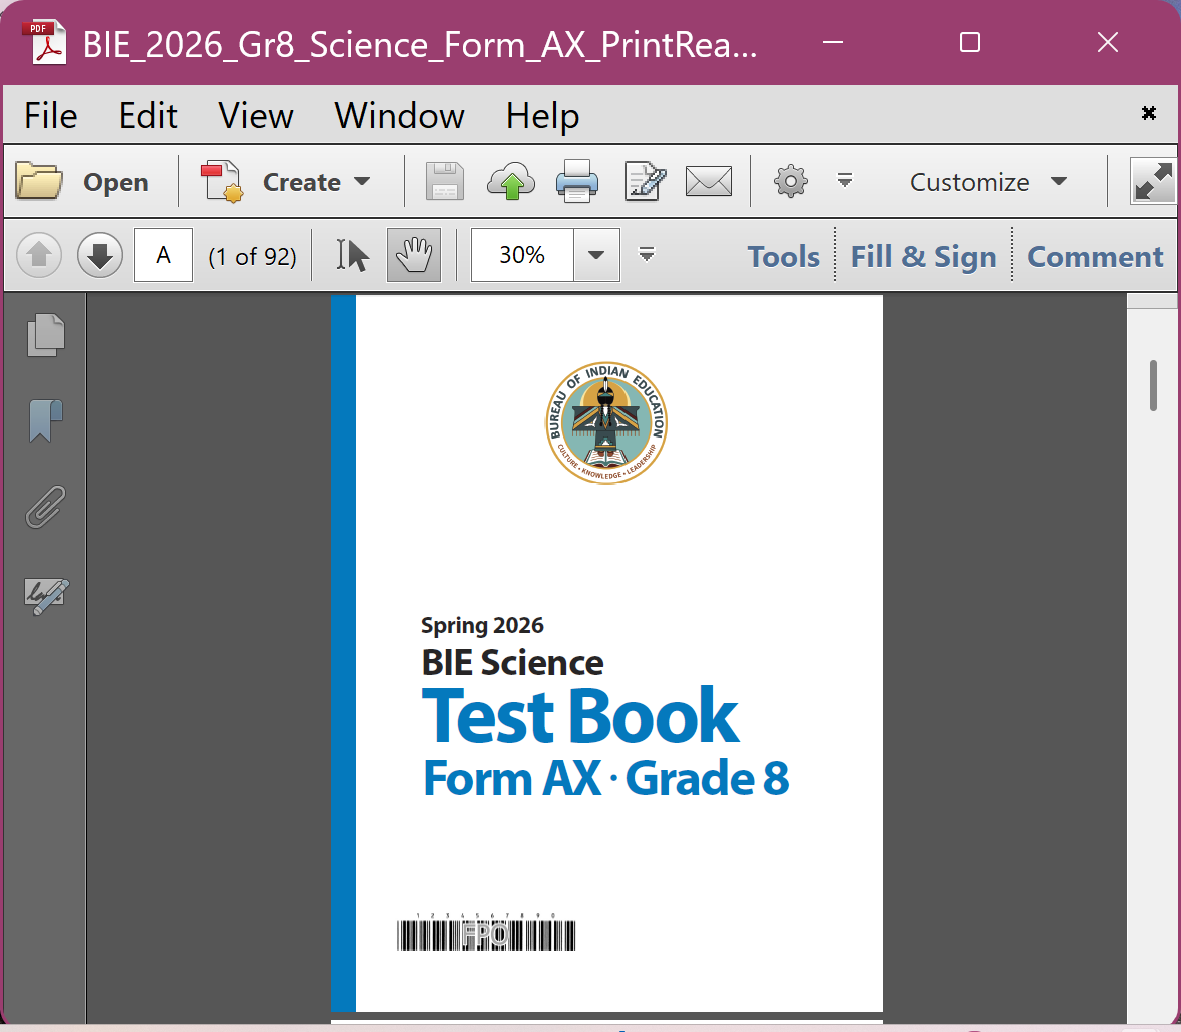 BIE_2026_Gr8_Science_Form_AX_PrintRea...
File Edit View Window Help
Open Create Customize
A (1 of 92) 30% Tools Fill & Sign Comment
BUREAU OF INDIAN EDUCATION
CULTURE • KNOWLEDGE • LEADERSHIP
Spring 2026
BIE Science
Test Book
Form AX · Grade 8
1 2 3 4 5 6 7 8 9 0
FPO